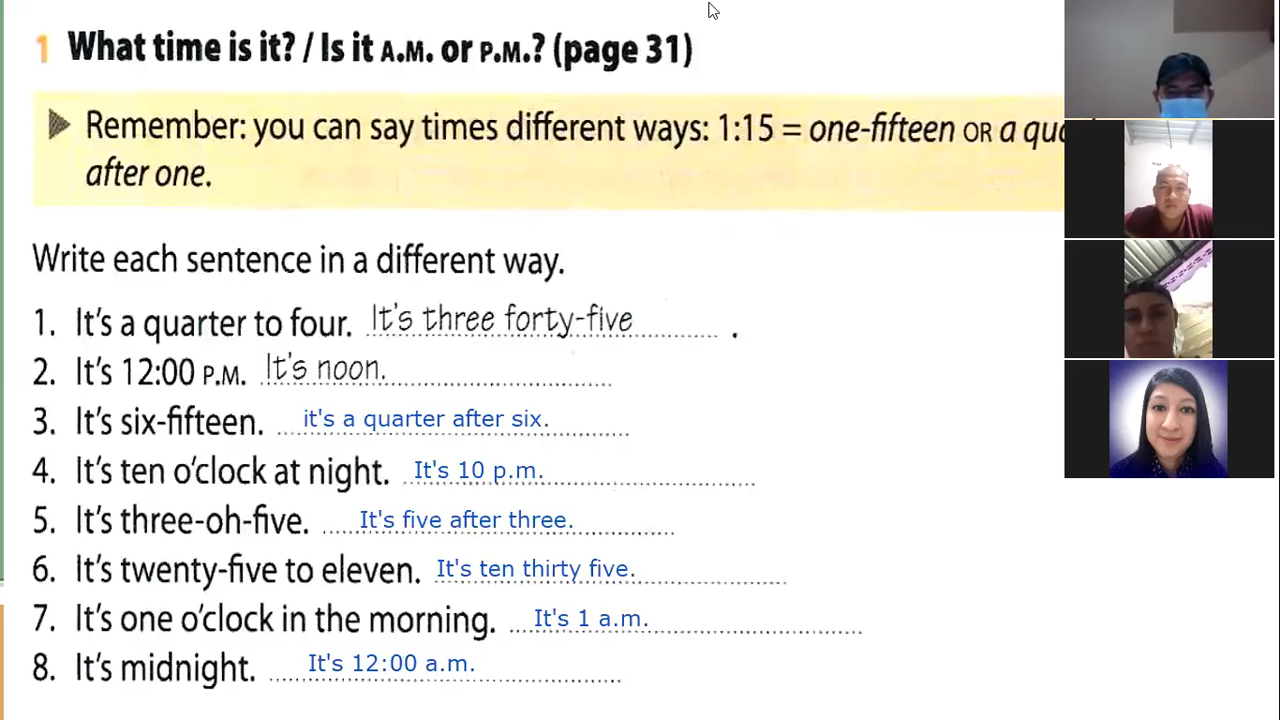 1 What time is it? / Is it A.M. or P.M.? (page 31)
Remember: you can say times different ways: 1:15 = one-fifteen OR a
after one.
Write each sentence in a different way.
1. It's a quarter to four. It's three forty-five .
2. It's 12:00 P.M. It's noon.
3. It's six-fifteen. it's a quarter after six.
4. It's ten o'clock at night. It's 10 p.m.
5. It's three-oh-five. It's five after three.
6. It's twenty-five to eleven. It's ten thirty five.
7. It's one o'clock in the morning. It's 1 a.m.
8. It's midnight. It's 12:00 a.m.